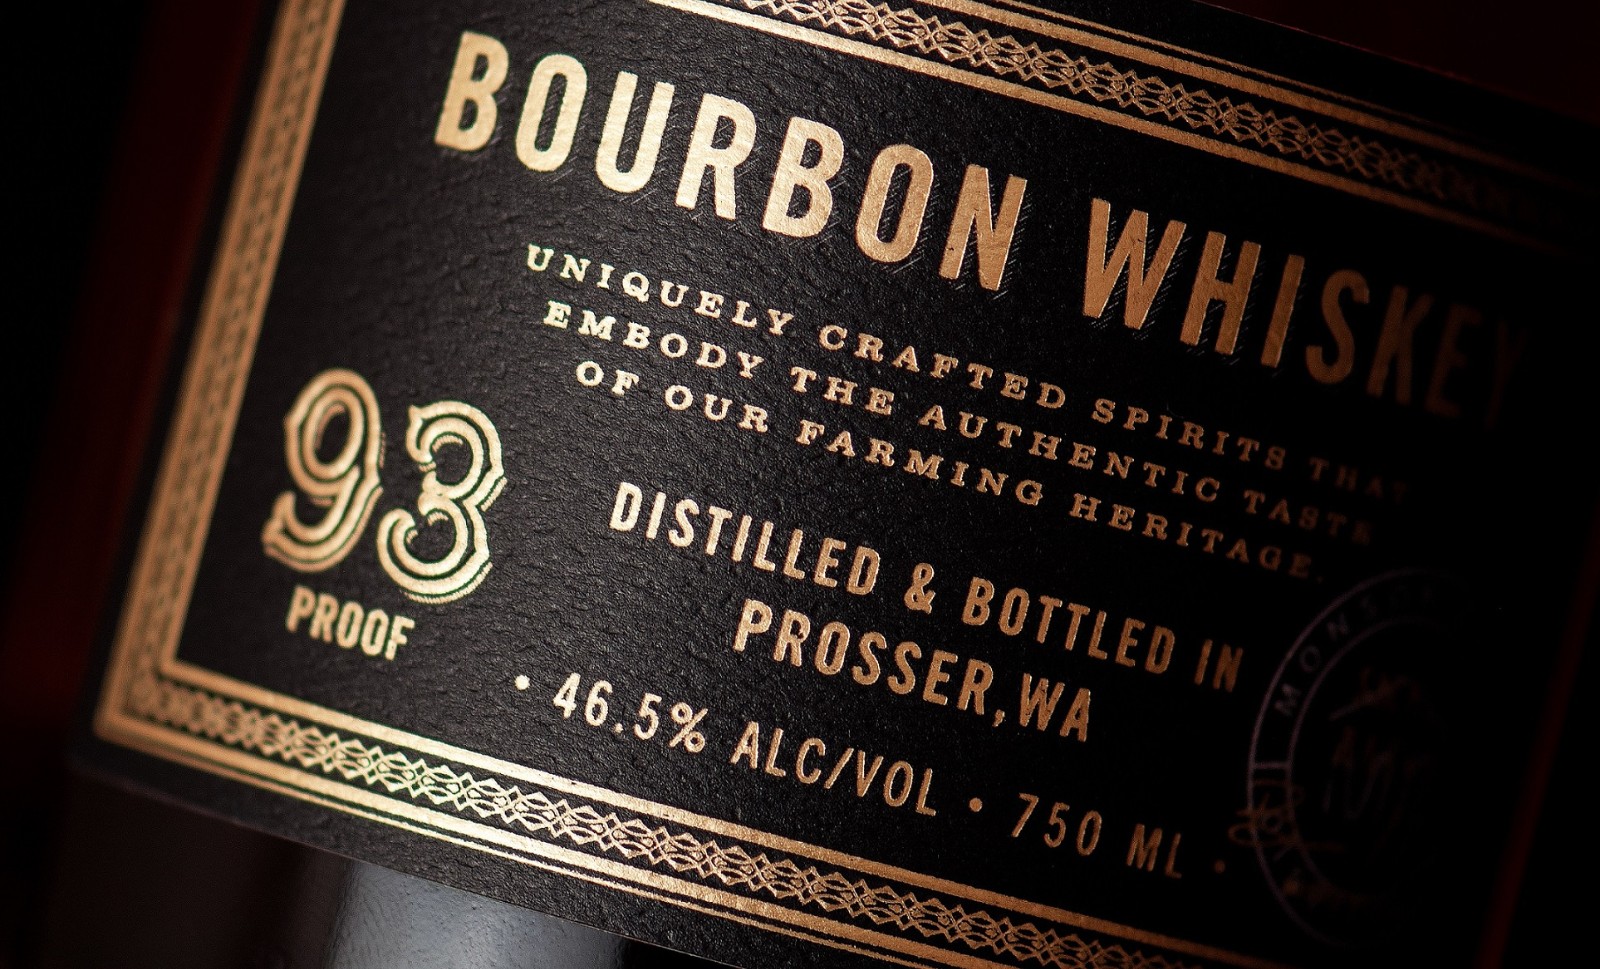 BOURBON WHISKEY
UNIQUELY CRAFTED SPIRITS THAT
EMBODY THE AUTHENTIC TASTE
OF OUR FARMING HERITAGE.
93
PROOF
DISTILLED & BOTTLED IN
PROSSER, WA
• 46.5% ALC/VOL • 750 ML •